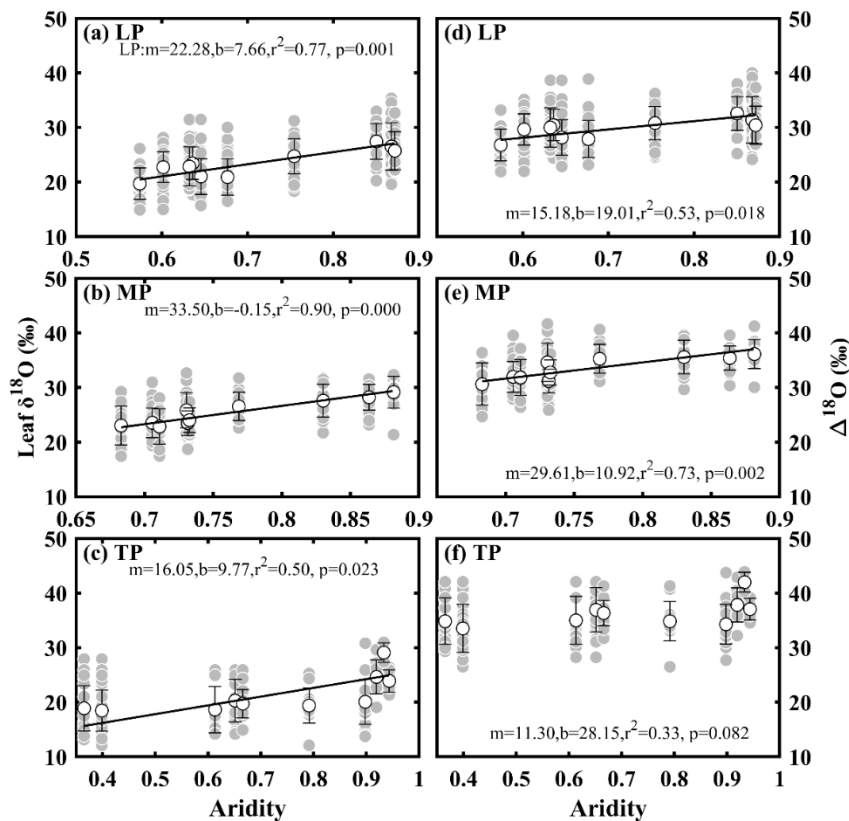 (a) LP
LP:m=22.28,b=7.66,r²=0.77, p=0.001
50
40
30
20
10
0.5 0.6 0.7 0.8 0.9
(d) LP
m=15.18,b=19.01,r²=0.53, p=0.018
50
40
30
20
10
0.6 0.7 0.8 0.9
(b) MP
m=33.50,b=-0.15,r²=0.90, p=0.000
50
40
30
20
10
0.65 0.7 0.75 0.8 0.85 0.9
Leaf δ¹⁸O (‰)
(e) MP
m=29.61,b=10.92,r²=0.73, p=0.002
50
40
30
20
10
0.7 0.75 0.8 0.85 0.9
Δ¹⁸O (‰)
(c) TP
m=16.05,b=9.77,r²=0.50, p=0.023
50
40
30
20
10
0.4 0.5 0.6 0.7 0.8 0.9 1
Aridity
(f) TP
m=11.30,b=28.15,r²=0.33, p=0.082
50
40
30
20
10
0.4 0.5 0.6 0.7 0.8 0.9 1
Aridity